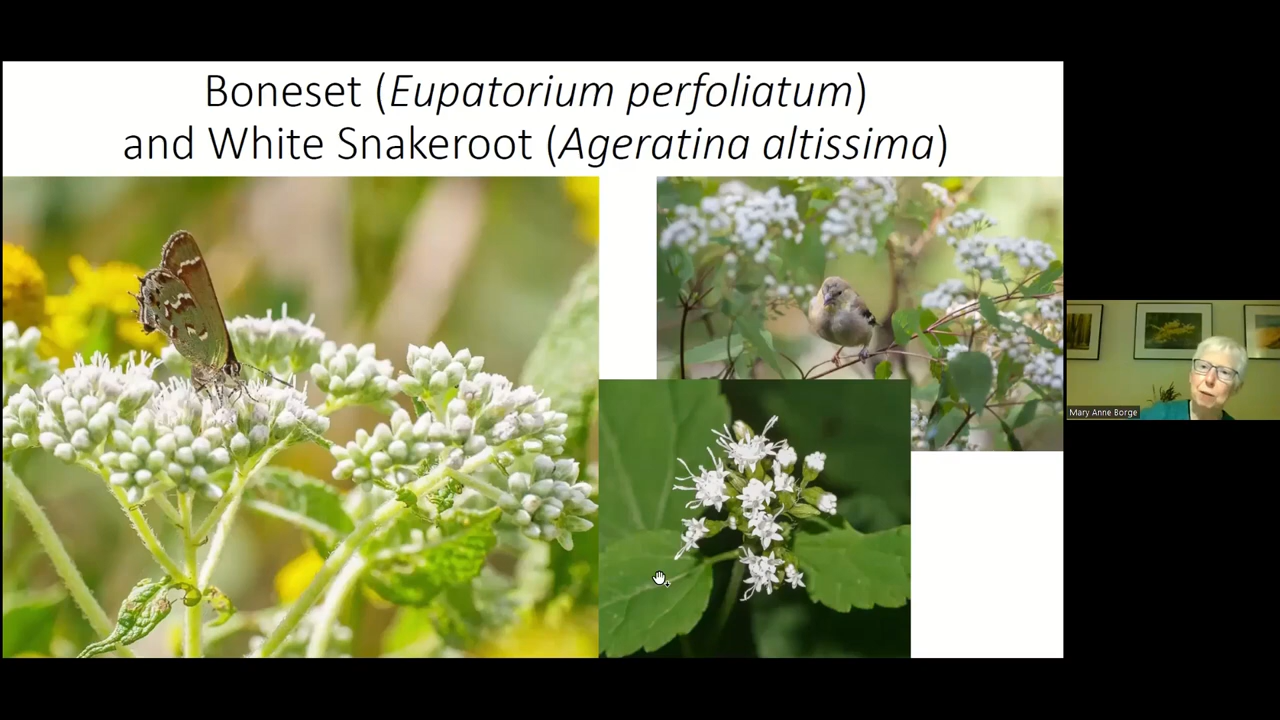 Boneset (Eupatorium perfoliatum)
and White Snakeroot (Ageratina altissima)
Mary Anne Borge